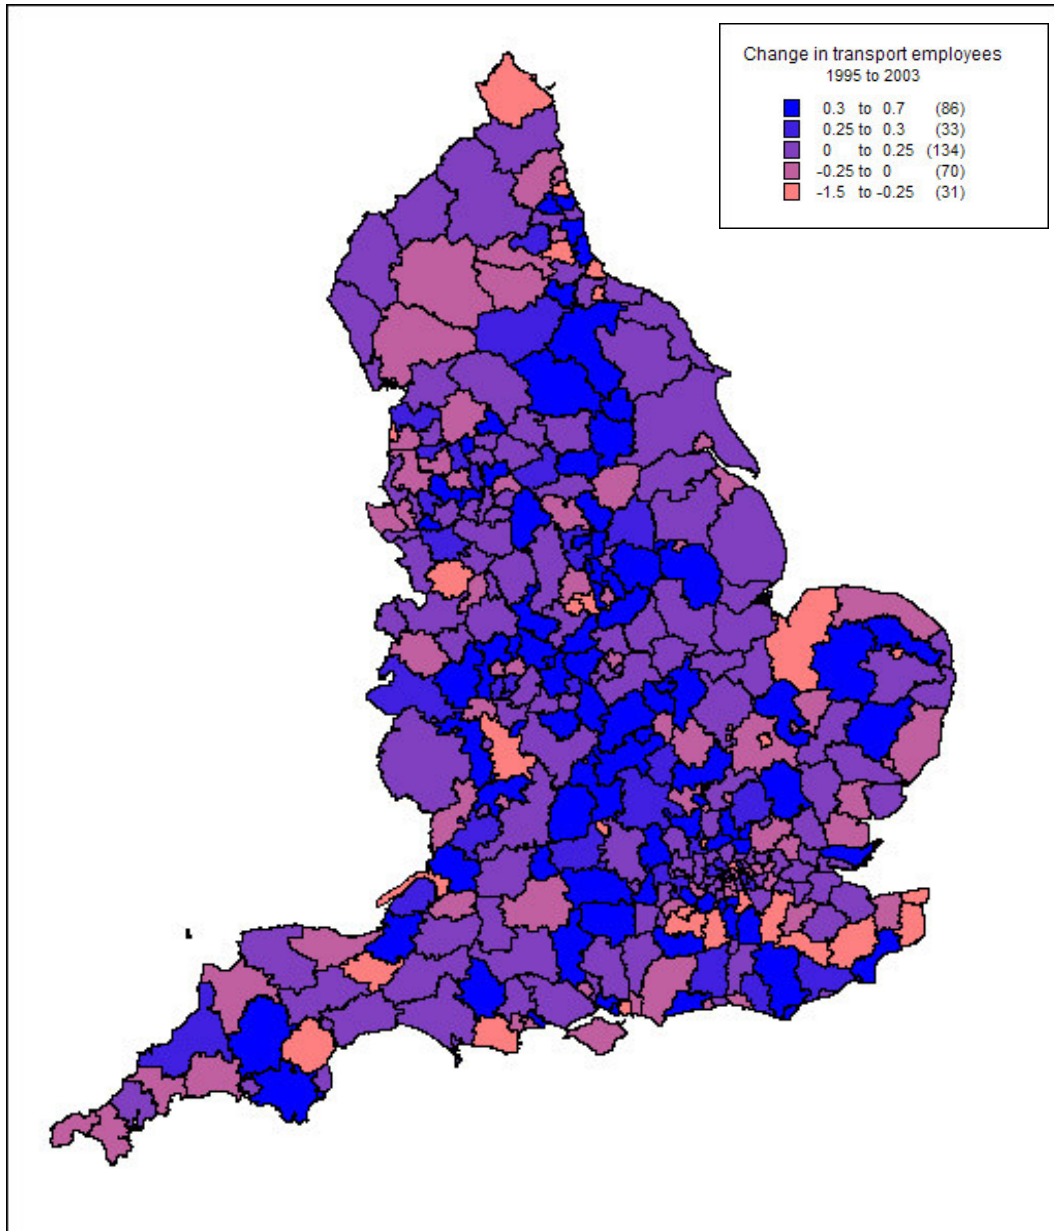 Change in transport employees
1995 to 2003
0.3 to 0.7 (86)
0.25 to 0.3 (33)
0 to 0.25 (134)
-0.25 to 0 (70)
-1.5 to -0.25 (31)